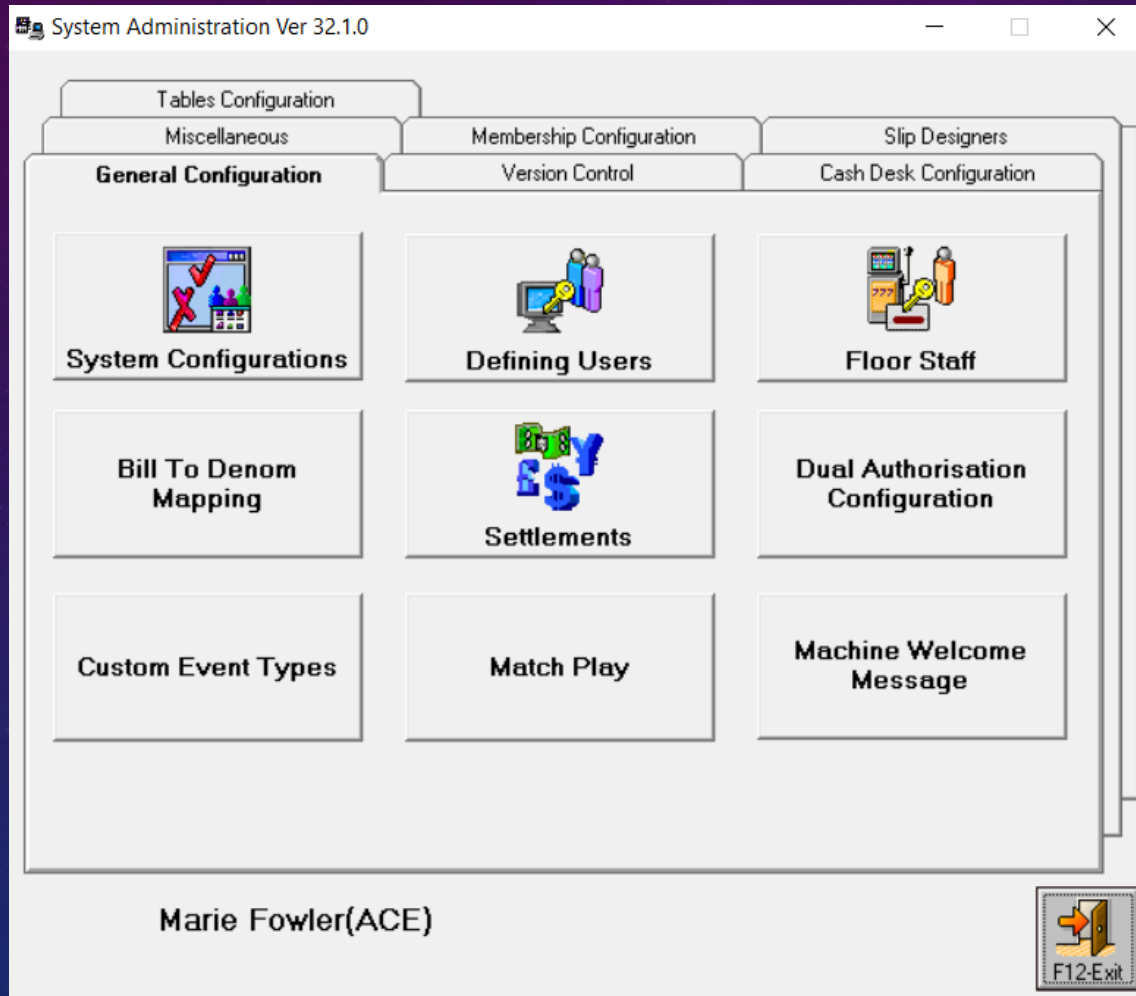 System Administration Ver 32.1.0
Tables Configuration
Miscellaneous
Membership Configuration
Slip Designers
General Configuration
Version Control
Cash Desk Configuration
System Configurations
Defining Users
Floor Staff
Bill To Denom
Mapping
Settlements
Dual Authorisation
Configuration
Custom Event Types
Match Play
Machine Welcome
Message
Marie Fowler(ACE)
F12-Exit